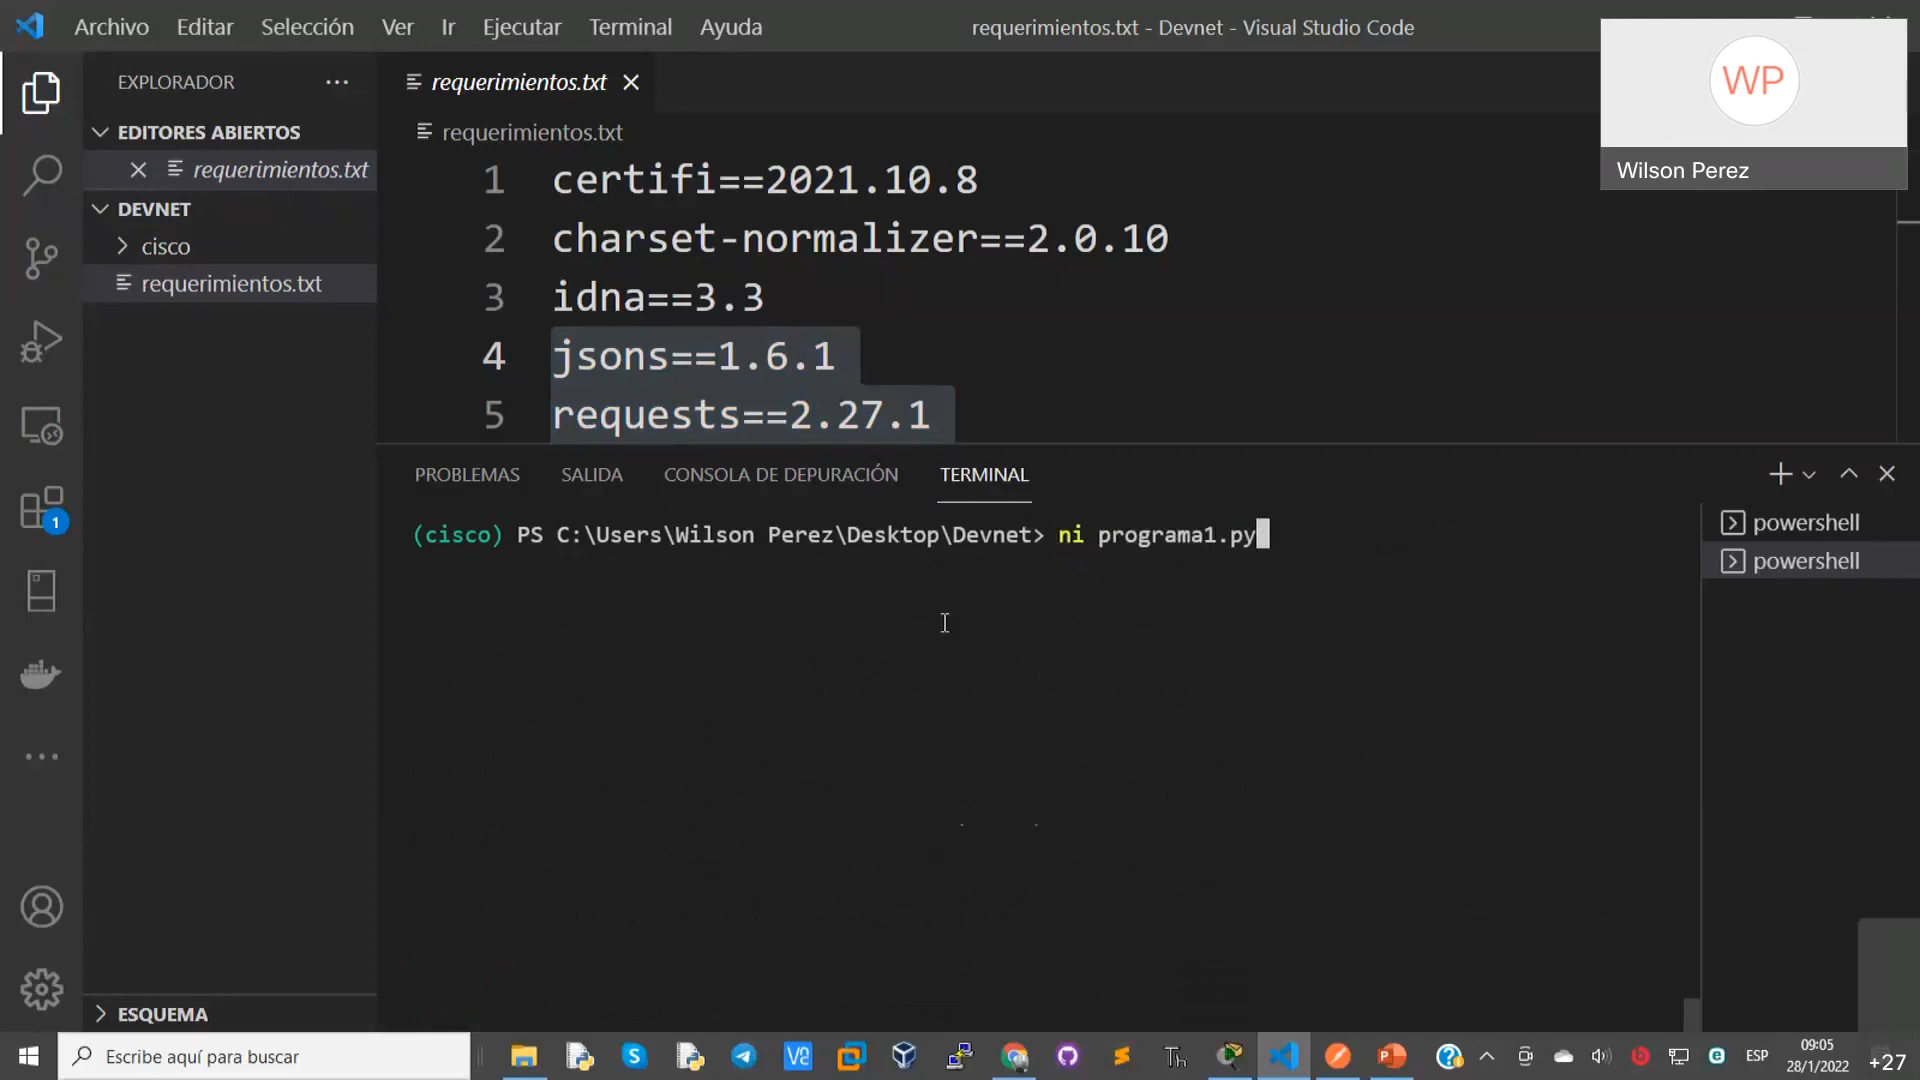 Archivo Editar Selección Ver Ir Ejecutar Terminal Ayuda
requerimientos.txt - Devnet - Visual Studio Code
WP
Wilson Perez
EXPLORADOR
EDITORES ABIERTOS
requerimientos.txt
DEVNET
cisco
requerimientos.txt
ESQUEMA
1
requerimientos.txt
requerimientos.txt
1 certifi==2021.10.8
2 charset-normalizer==2.0.10
3 idna==3.3
4 jsons==1.6.1
5 requests==2.27.1
PROBLEMAS SALIDA CONSOLA DE DEPURACIÓN TERMINAL
(cisco) PS C:\Users\Wilson Perez\Desktop\Devnet> ni programa1.py
powershell
powershell
Escribe aquí para buscar
ESP
09:05
28/1/2022
+27